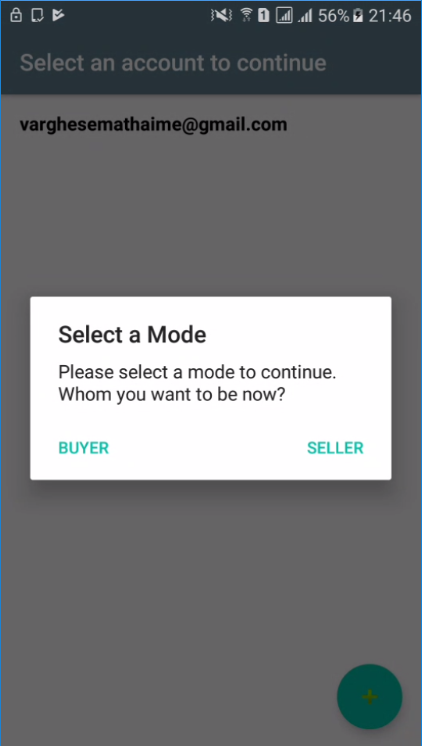 1 56% 21:46
Select an account to continue
varghesemathaime@gmail.com
Select a Mode
Please select a mode to continue.
Whom you want to be now?
BUYER SELLER